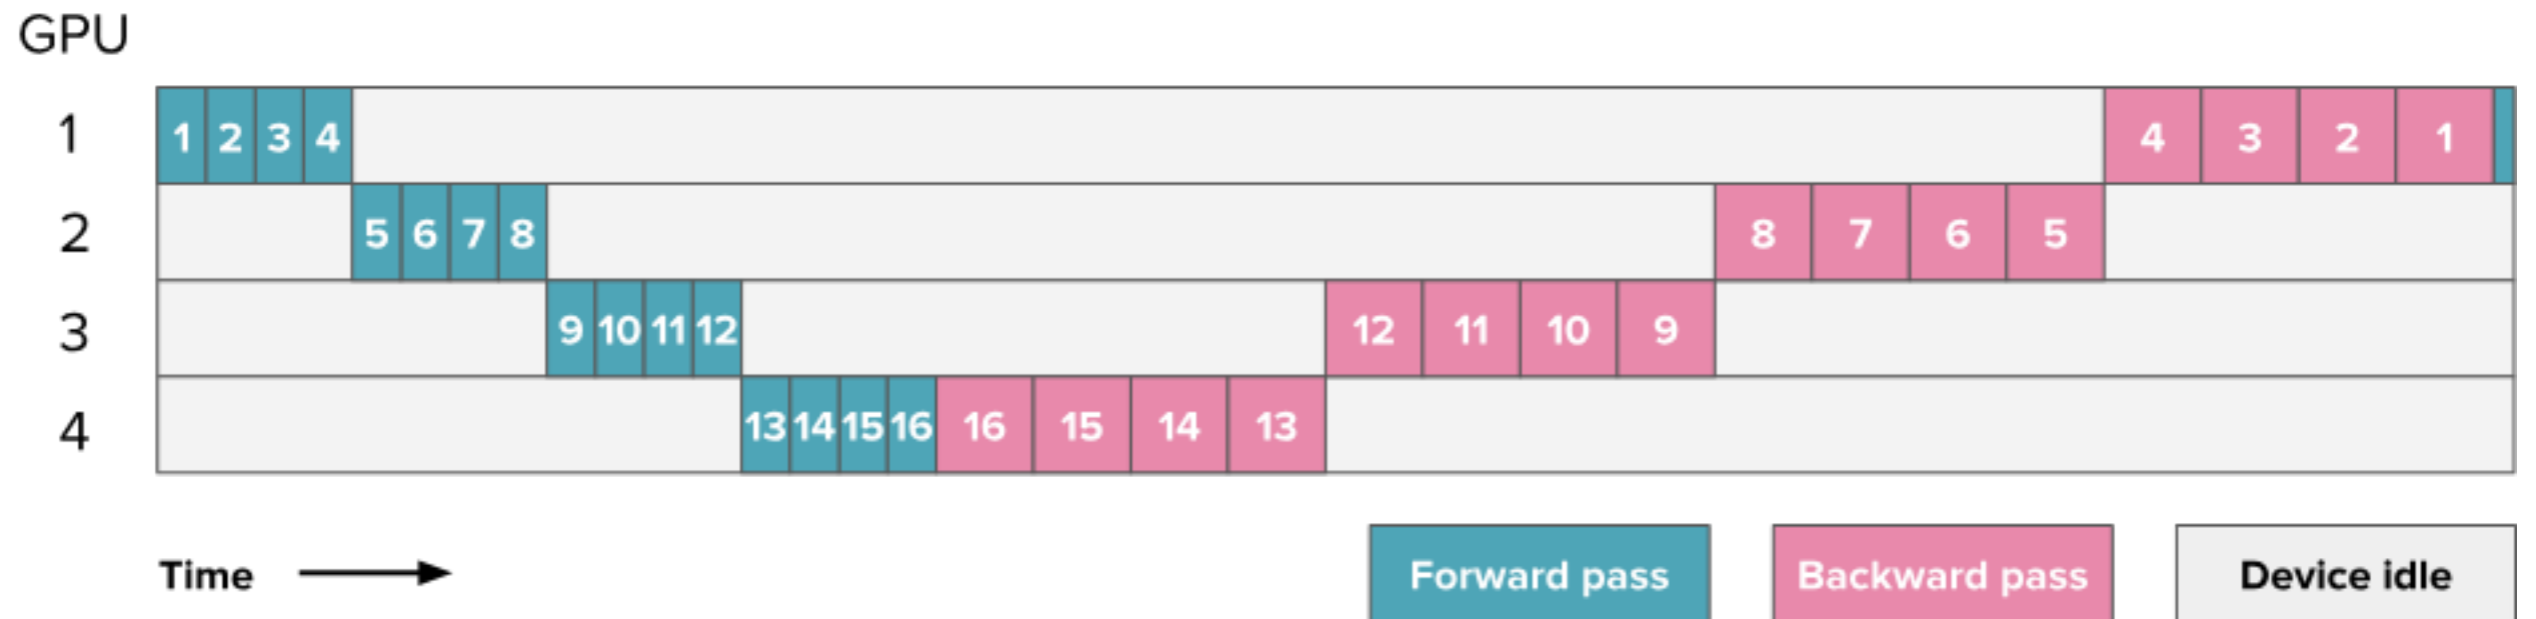 GPU
1 1 2 3 4 4 3 2 1
2 5 6 7 8 8 7 6 5
3 9 10 11 12 12 11 10 9
4 13 14 15 16 16 15 14 13
Time Forward pass Backward pass Device idle